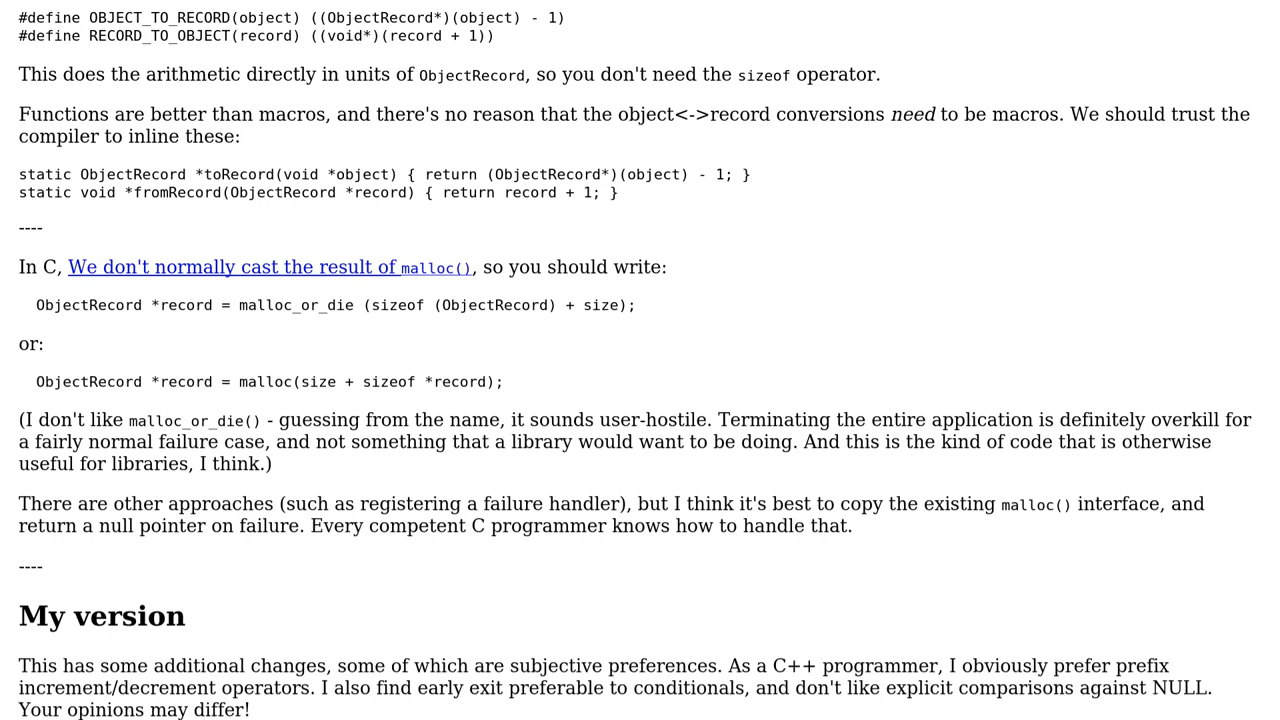 #define OBJECT_TO_RECORD(object) ((ObjectRecord*)(object) - 1)
#define RECORD_TO_OBJECT(record) ((void*)(record + 1))
This does the arithmetic directly in units of ObjectRecord, so you don't need the sizeof operator.
Functions are better than macros, and there's no reason that the object<->record conversions need to be macros. We should trust the
compiler to inline these:
static ObjectRecord *toRecord(void *object) { return (ObjectRecord*)(object) - 1; }
static void *fromRecord(ObjectRecord *record) { return record + 1; }
----
In C, We don't normally cast the result of malloc(), so you should write:
ObjectRecord *record = malloc_or_die (sizeof (ObjectRecord) + size);
or:
ObjectRecord *record = malloc(size + sizeof *record);
(I don't like malloc_or_die() - guessing from the name, it sounds user-hostile. Terminating the entire application is definitely overkill for
a fairly normal failure case, and not something that a library would want to be doing. And this is the kind of code that is otherwise
useful for libraries, I think.)
There are other approaches (such as registering a failure handler), but I think it's best to copy the existing malloc() interface, and
return a null pointer on failure. Every competent C programmer knows how to handle that.
----
My version
This has some additional changes, some of which are subjective preferences. As a C++ programmer, I obviously prefer prefix
increment/decrement operators. I also find early exit preferable to conditionals, and don't like explicit comparisons against NULL.
Your opinions may differ!